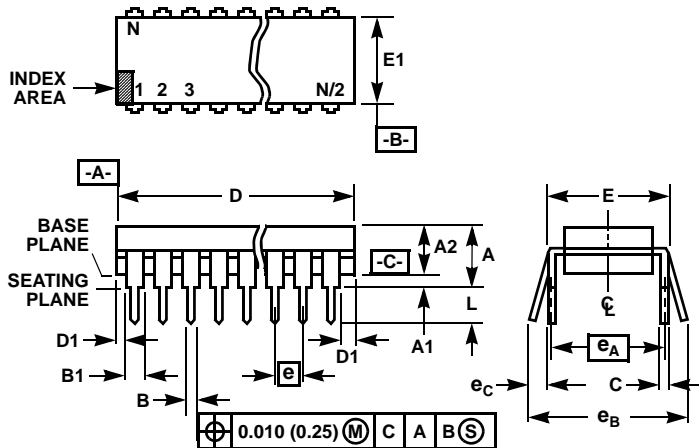 N
INDEX
AREA
1 2 3 N/2
E1
-B-
-A-
D
E
BASE
PLANE
A2
A
-C-
SEATING
PLANE
L
C
L
D1
B1
A1
D1
e
eA
B
eC
C
eB
0.010 (0.25) M C A B S